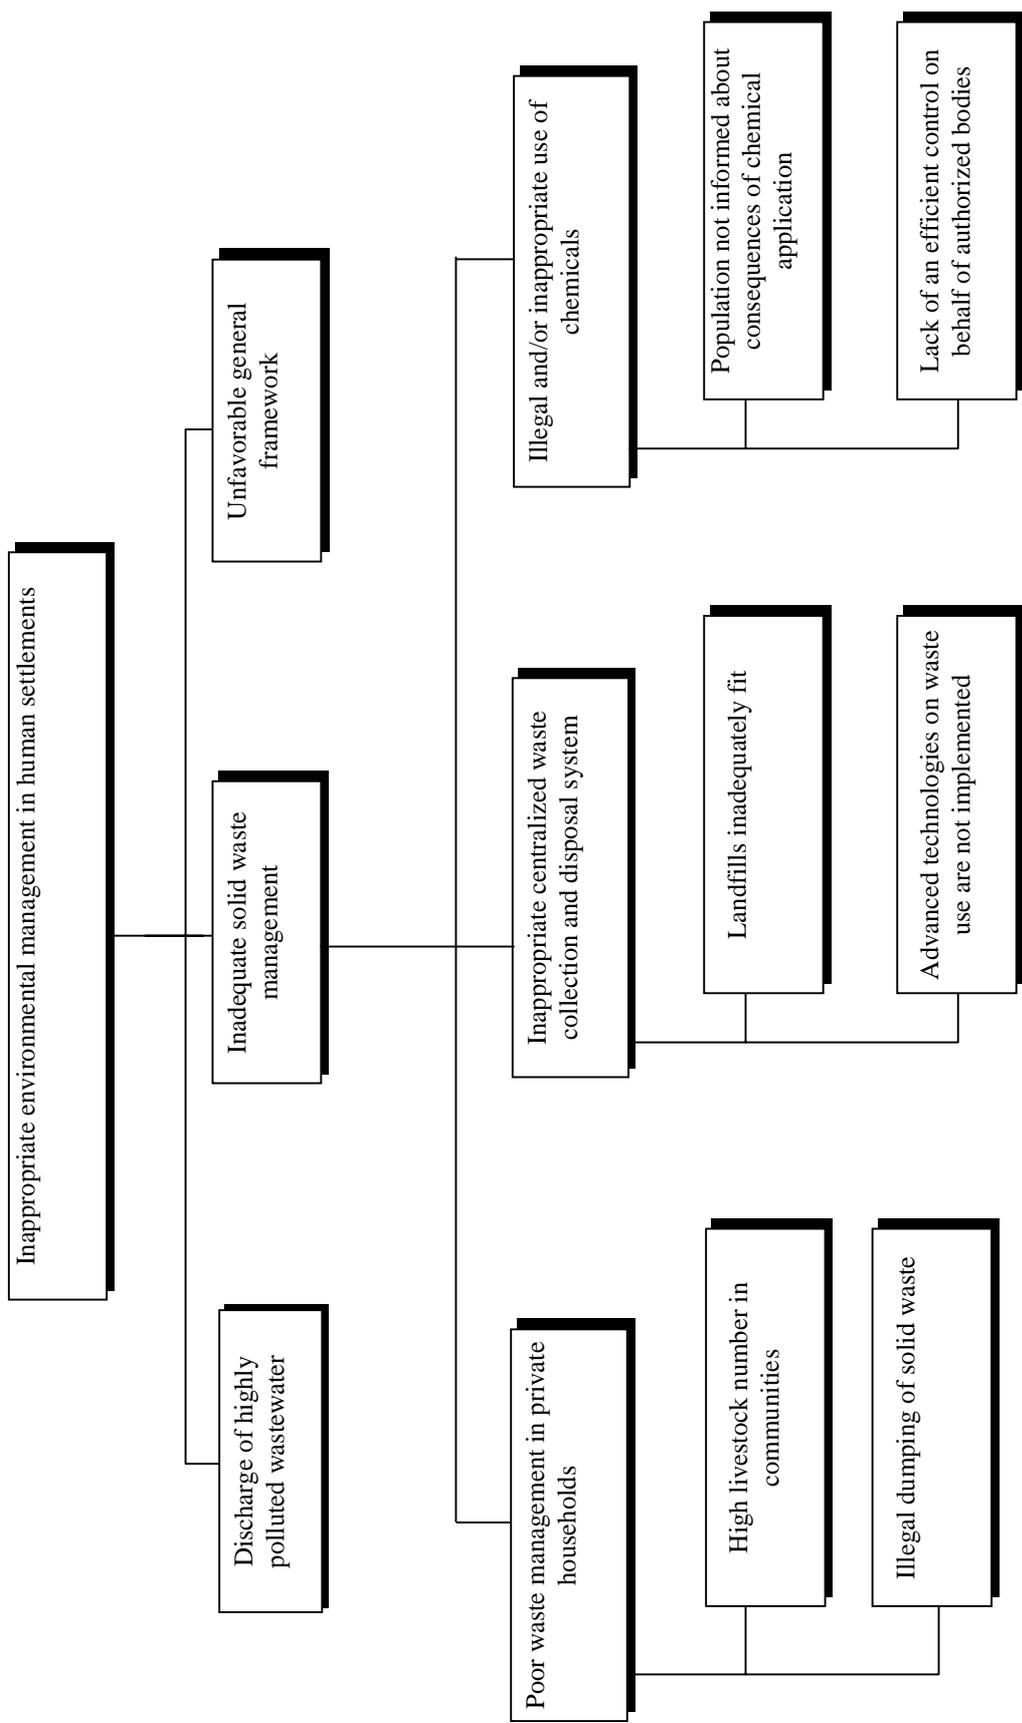 Inappropriate environmental management in human settlements
Discharge of highly
polluted wastewater
Inadequate solid waste
management
Unfavorable general
framework
Poor waste management in private
households
Inappropriate centralized waste
collection and disposal system
Illegal and/or inappropriate use of
chemicals
High livestock number in
communities
Landfills inadequately fit
Population not informed about
consequences of chemical
application
Illegal dumping of solid waste
Advanced technologies on waste
use are not implemented
Lack of an efficient control on
behalf of authorized bodies